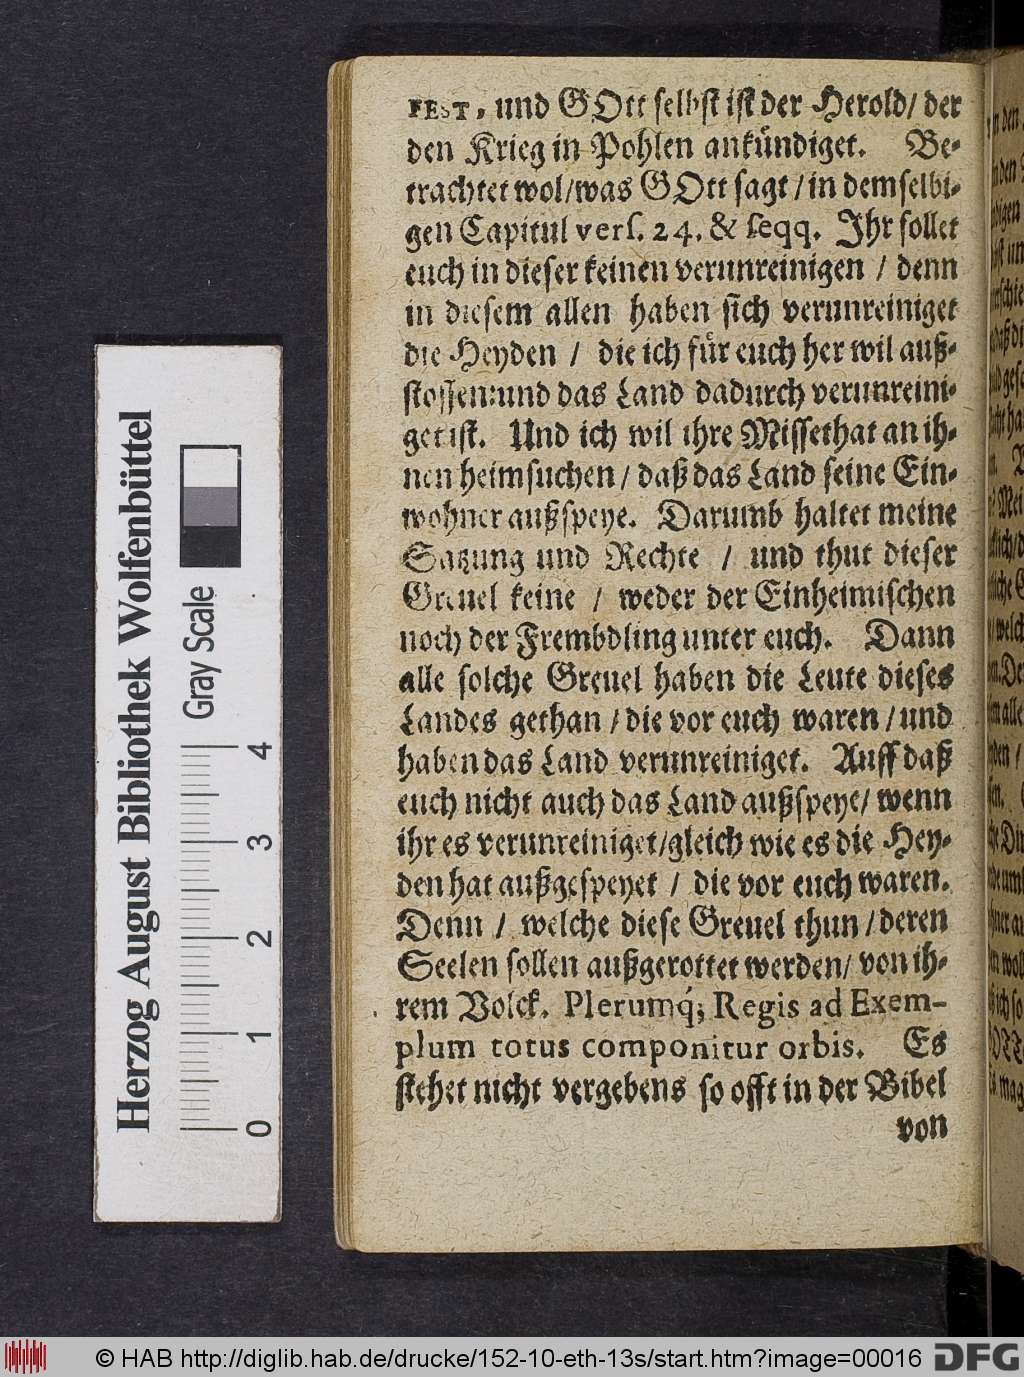 FEST, und GOtt selbst ist der Herold/ der
den Krieg in Pohlen ankündiget. Be-
trachtet wol/was GOtt sagt / in demselbi-
gen Capitul vers. 24. & seqq. Ihr sollet
euch in dieser keinen verunreinigen / denn
in diesem allen haben sich verunreiniget
die Heyden / die ich für euch her wil auß-
stossen:und das Land dadurch verunreini-
get ist. Und ich wil ihre Missethat an ih-
nen heimsuchen / daß das Land seine Ein-
wohner außspeye. Darumb haltet meine
Satzung und Rechte / und thut dieser
Greuel keine / weder der Einheimischen
noch der Frembdling unter euch. Dann
alle solche Greuel haben die Leute dieses
Landes gethan / die vor euch waren / und
haben das Land verunreiniget. Auff daß
euch nicht auch das Land außspeye/ wenn
ihr es verunreiniget/gleich wie es die Hey-
den hat außgespeyet / die vor euch waren.
Denn / welche diese Greuel thun / deren
Seelen sollen außgerottet werden/ von ih-
rem Volck. Plerumq́; Regis ad Exem-
plum totus componitur orbis. Es
stehet nicht vergebens so offt in der Bibel
von
Herzog August Bibliothek Wolfenbüttel
Gray Scale
0 1 2 3 4
© HAB http://diglib.hab.de/drucke/152-10-eth-13s/start.htm?image=00016
DFG